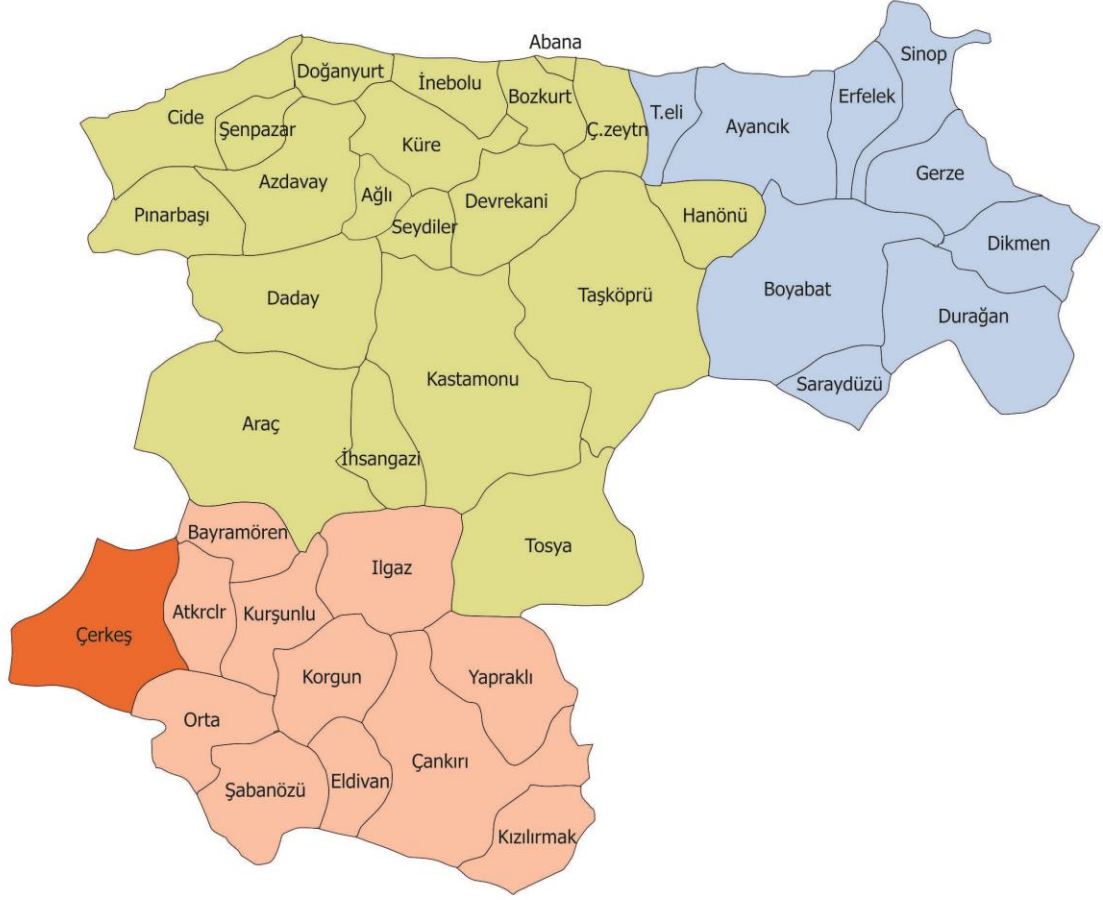 Abana
Sinop
Doğanyurt
İnebolu
Bozkurt
Erfelek
Cide
Şenpazar
Ç.zeytn
T.eli
Ayancık
Küre
Azdavay
Ağlı
Devrekani
Gerze
Pınarbaşı
Seydiler
Hanönü
Dikmen
Daday
Taşköprü
Boyabat
Durağan
Kastamonu
Saraydüzü
Araç
İhsangazi
Bayramören
Tosya
Ilgaz
Atkrclr
Kurşunlu
Çerkeş
Korgun
Yapraklı
Orta
Çankırı
Şabanözü
Eldivan
Kızılırmak